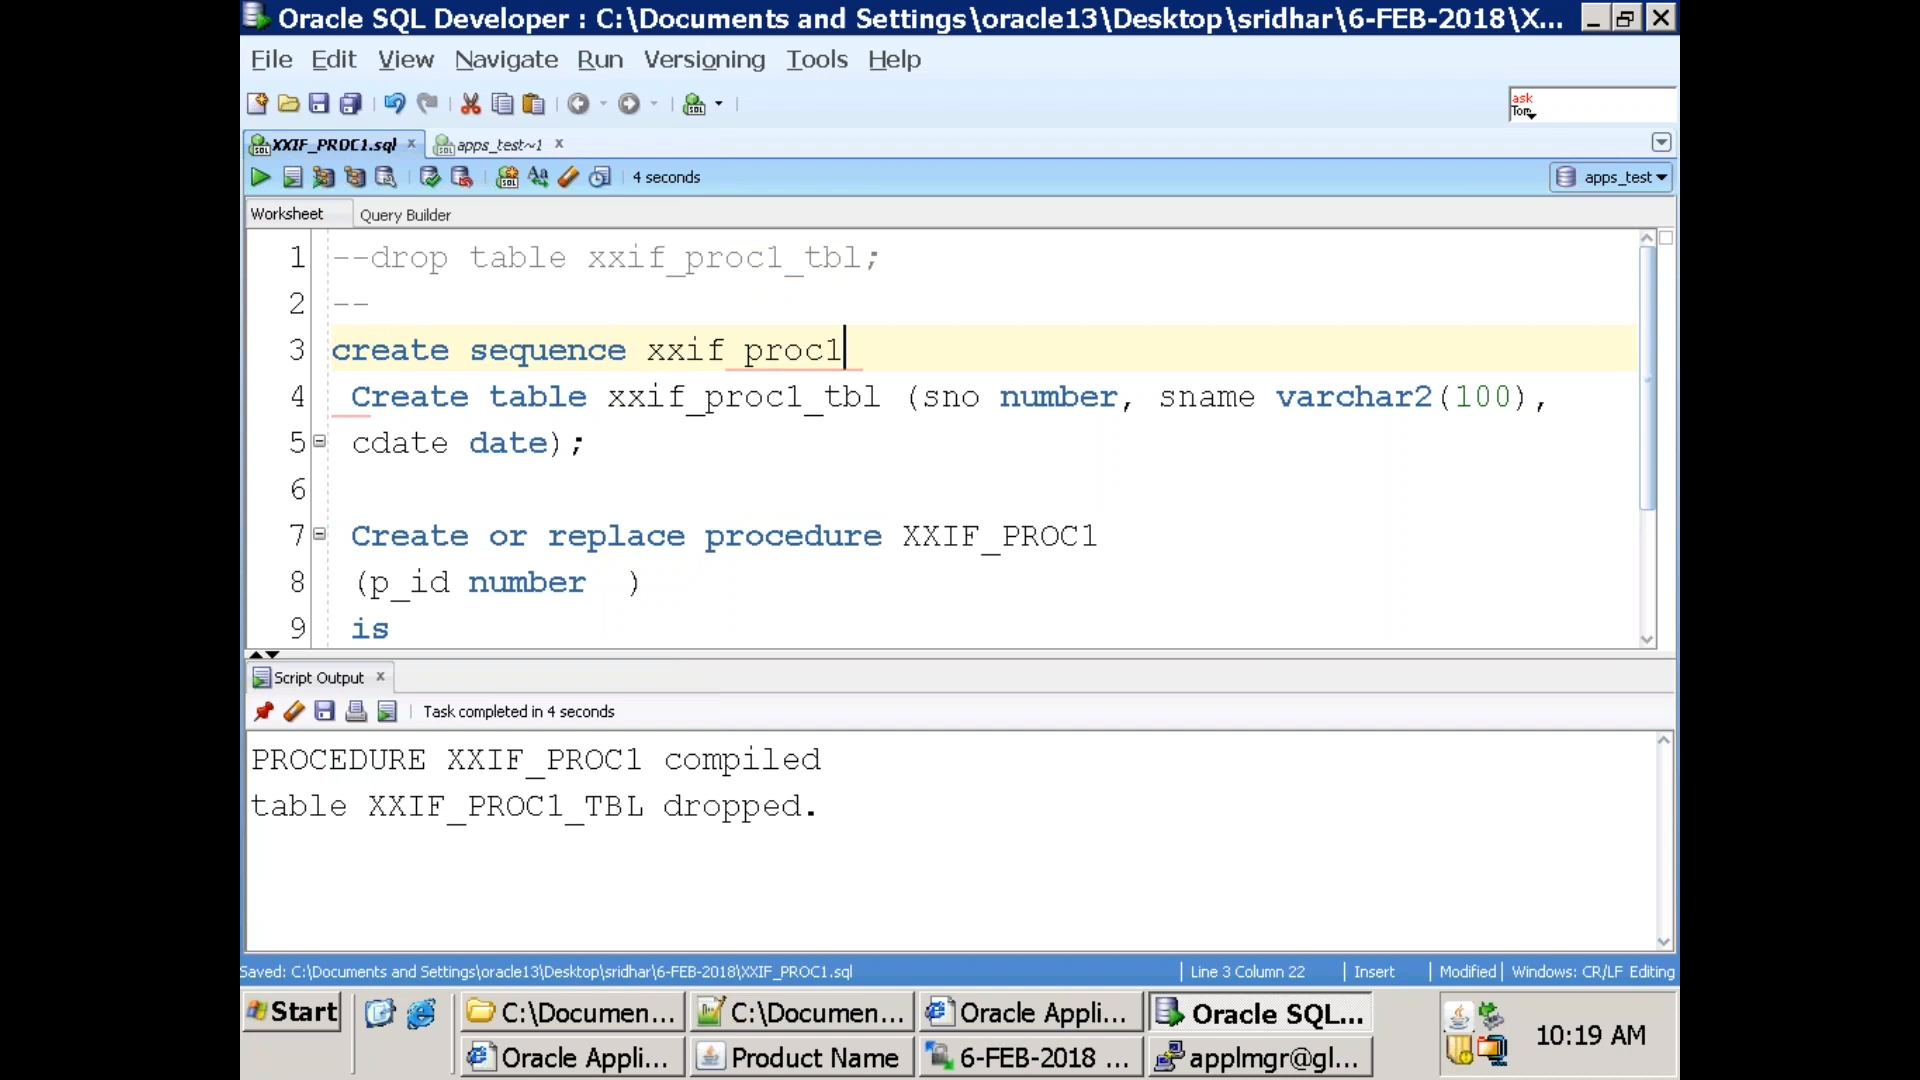 Oracle SQL Developer : C:\Documents and Settings\oracle13\Desktop\sridhar\6-FEB-2018\XX...
File Edit View Navigate Run Versioning Tools Help
ask
Tom
XXIF_PROC1.sql
apps_test~1
4 seconds
apps_test
Worksheet
Query Builder
1 --drop table xxif_proc1_tbl;
2 --
3 create sequence xxif_proc1
4 Create table xxif_proc1_tbl (sno number, sname varchar2(100),
5 cdate date);
6
7 Create or replace procedure XXIF_PROC1
8 (p_id number )
9 is
Script Output
Task completed in 4 seconds
PROCEDURE XXIF_PROC1 compiled
table XXIF_PROC1_TBL dropped.
Saved: C:\Documents and Settings\oracle13\Desktop\sridhar\6-FEB-2018\XXIF_PROC1.sql
Line 3 Column 22
Insert
Modified
Windows: CR/LF Editing
Start
C:\Documen...
C:\Documen...
Oracle Appli...
Oracle SQL...
Oracle Appli...
Product Name
6-FEB-2018 ...
applmgr@gl...
10:19 AM